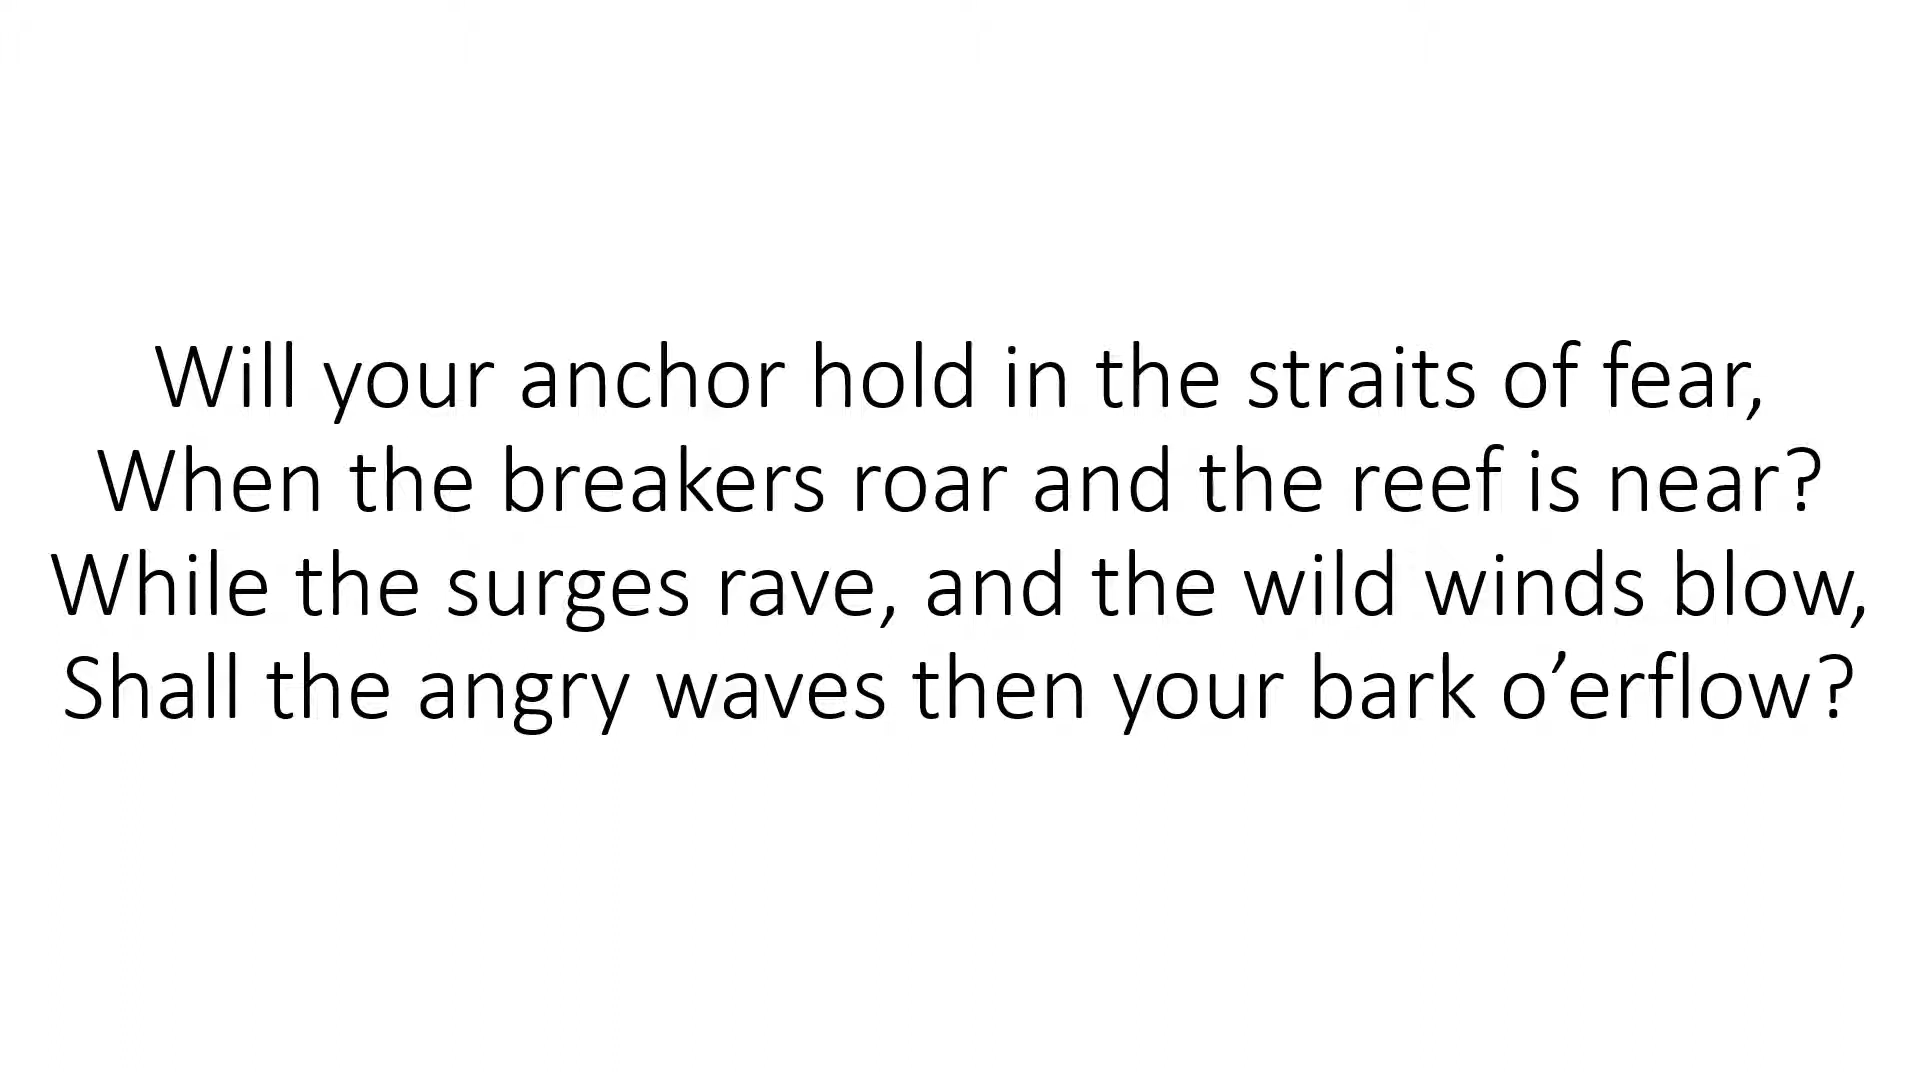 Will your anchor hold in the straits of fear,
When the breakers roar and the reef is near?
While the surges rave, and the wild winds blow,
Shall the angry waves then your bark o’erflow?